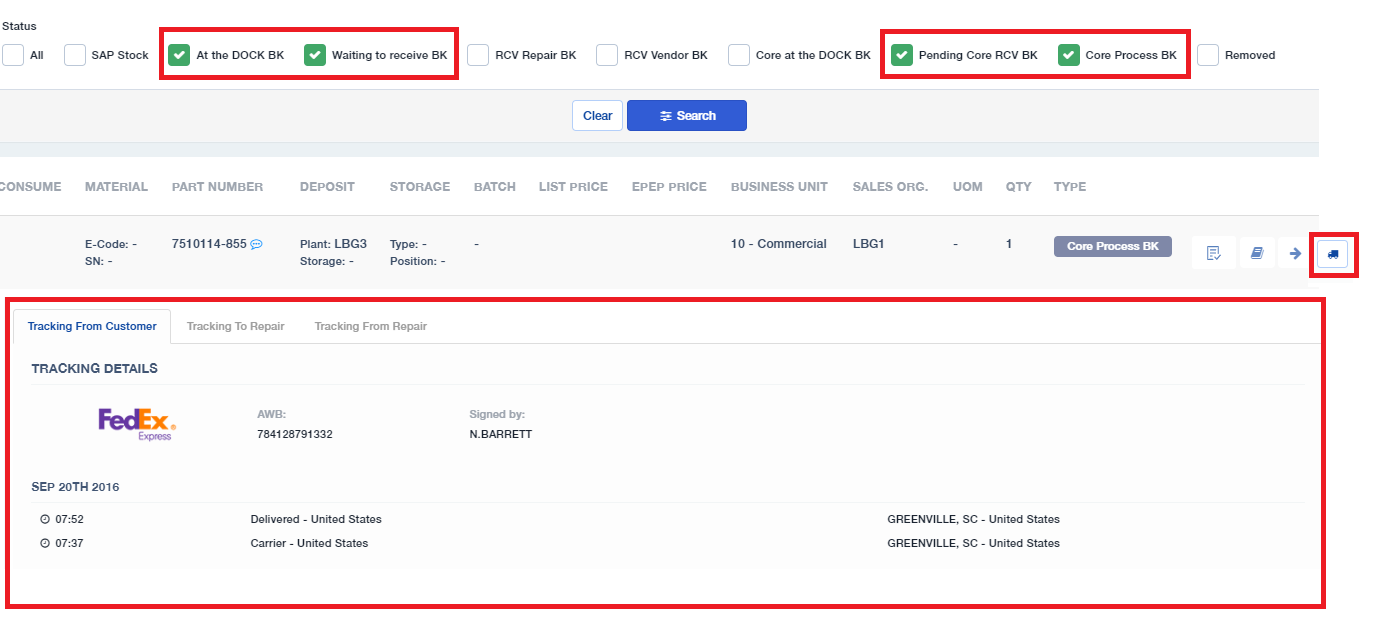 Status
All SAP Stock At the DOCK BK Waiting to receive BK RCV Repair BK RCV Vendor BK Core at the DOCK BK Pending Core RCV BK Core Process BK Removed
Clear Search
CONSUME MATERIAL PART NUMBER DEPOSIT STORAGE BATCH LIST PRICE EPEP PRICE BUSINESS UNIT SALES ORG. UOM QTY TYPE
E-Code: - 7510114-855 Plant: LBG3 Type: - - 10 - Commercial LBG1 - 1 Core Process BK
SN: - Storage: - Position: -
Tracking From Customer Tracking To Repair Tracking From Repair
TRACKING DETAILS
FedEx. AWB: Signed by:
Express 784128791332 N.BARRETT
SEP 20TH 2016
07:52 Delivered - United States GREENVILLE, SC - United States
07:37 Carrier - United States GREENVILLE, SC - United States